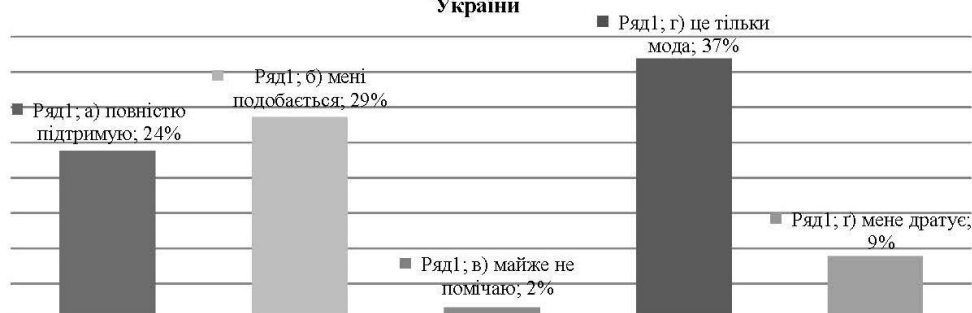 України
Ряд1; а) повністю
підтримую; 24%
Ряд1; б) мені
подобається; 29%
Ряд1; в) майже не
помічаю; 2%
Ряд1; г) це тільки
мода; 37%
Ряд1; ґ) мене дратує;
9%